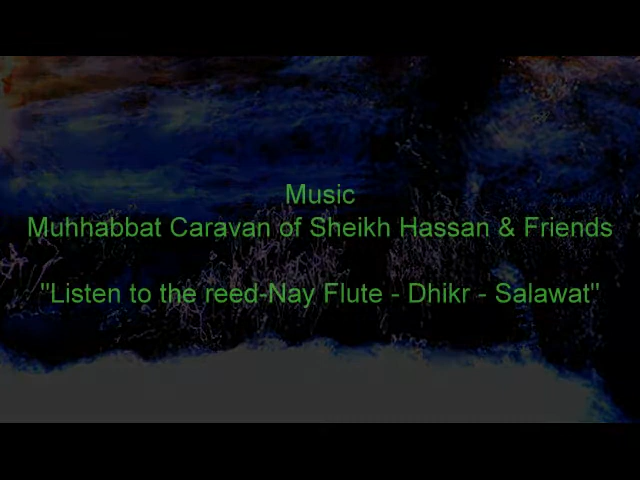 Music
Muhhabbat Caravan of Sheikh Hassan & Friends
"Listen to the reed-Nay Flute - Dhikr - Salawat"